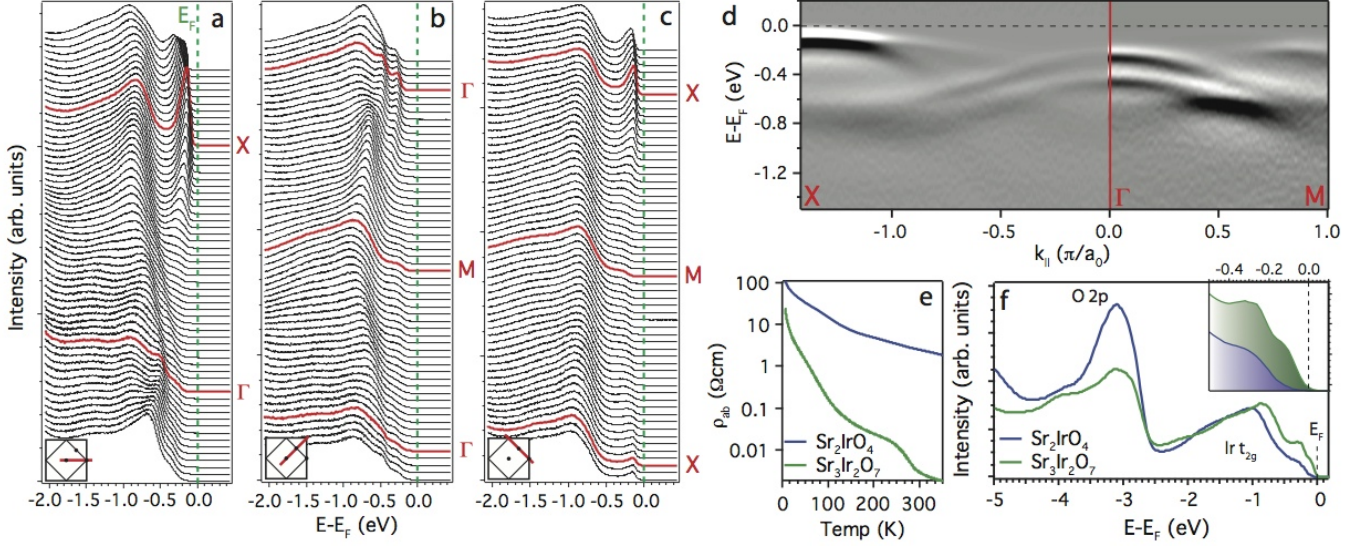 E_F
a
X
Γ
Intensity (arb. units)
-2.0 -1.5 -1.0 -0.5 0.0
b
Γ
M
Γ
-2.0 -1.5 -1.0 -0.5 0.0
E-E_F (eV)
c
X
M
X
-2.0 -1.5 -1.0 -0.5 0.0
d
0.0
-0.4
-0.8
-1.2
E-E_F (eV)
X Γ M
-1.0 -0.5 0.0 0.5 1.0
k_|| (π/a_0)
e
100
10
1
0.1
0.01
ρ_ab (Ωcm)
Sr_2IrO_4
Sr_3Ir_2O_7
0 100 200 300
Temp (K)
f
-0.4 -0.2 0.0
O 2p
Intensity (arb. units)
E_F
Sr_2IrO_4
Sr_3Ir_2O_7
Ir t_2g
-5 -4 -3 -2 -1 0
E-E_F (eV)